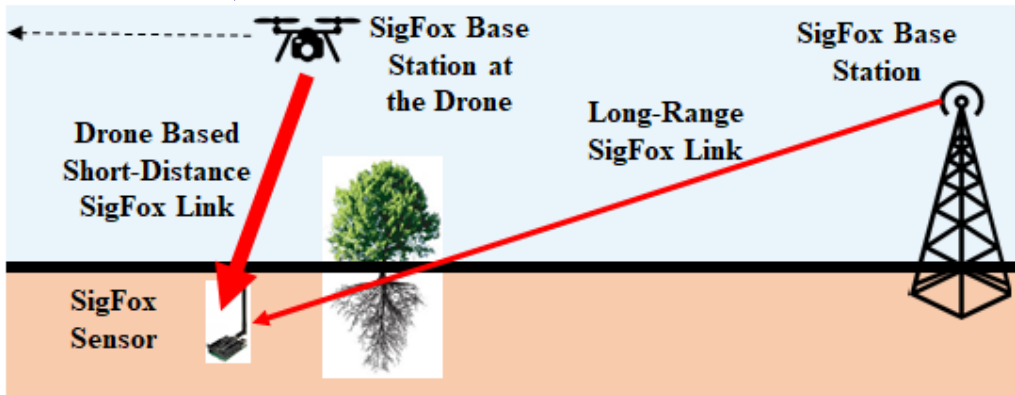 SigFox Base
Station at
the Drone
SigFox Base
Station
Long-Range
SigFox Link
Drone Based
Short-Distance
SigFox Link
SigFox
Sensor